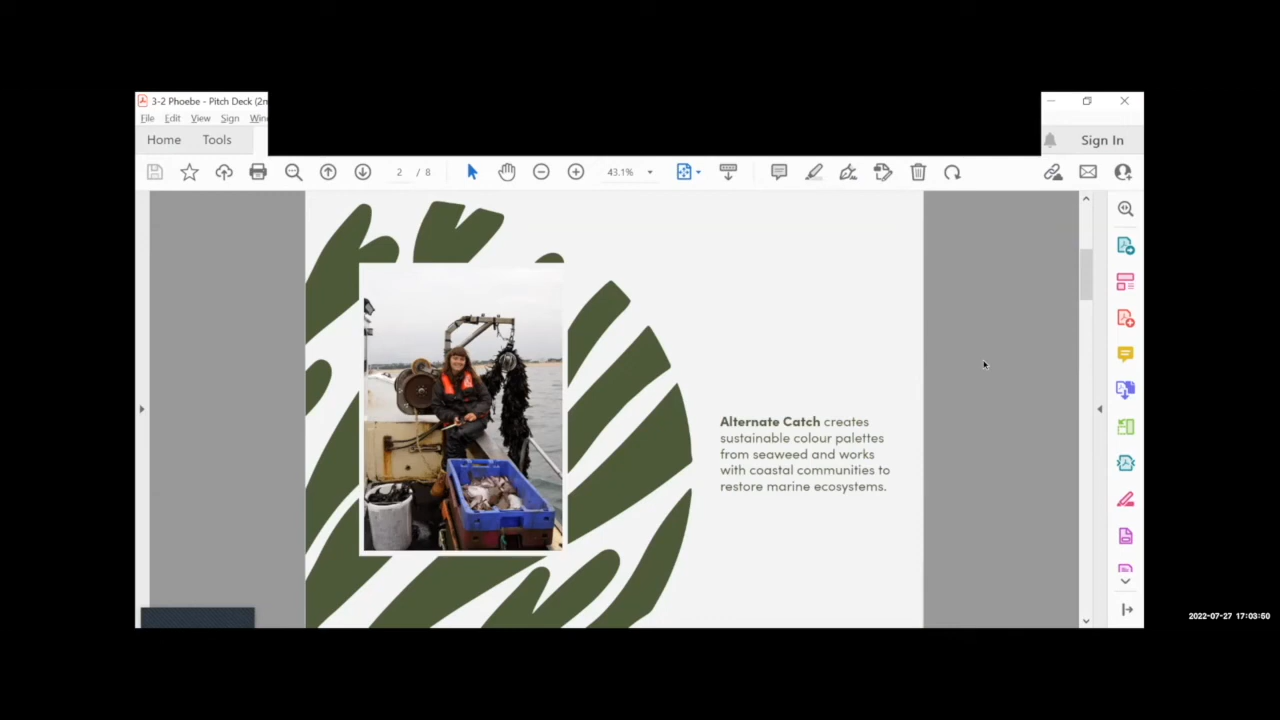 3-2 Phoebe - Pitch Deck (2n
File Edit View Sign Win
Home Tools
Sign In
2 / 8
43.1%
Alternate Catch creates
sustainable colour palettes
from seaweed and works
with coastal communities to
restore marine ecosystems.
2022-07-27 17:03:50